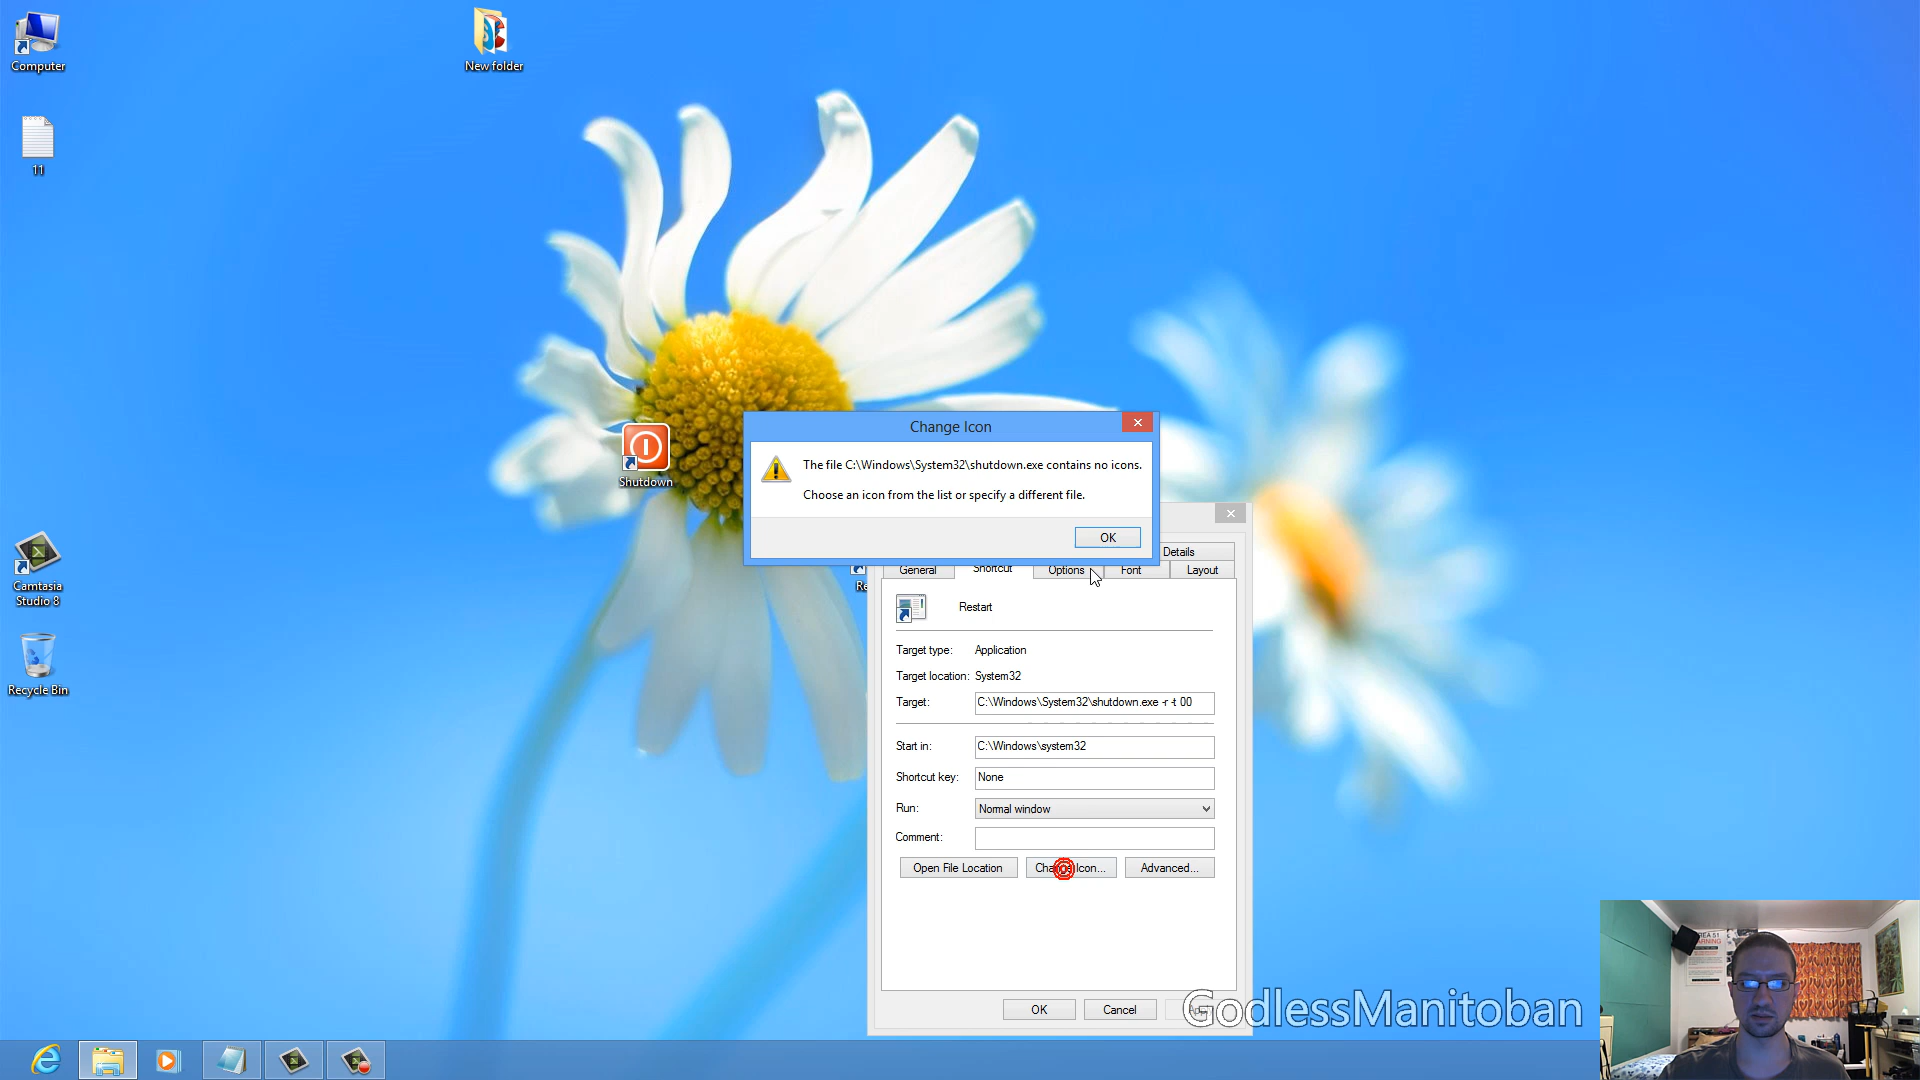 Computer
New folder
11
Shutdown
Camtasia
Studio 8
Recycle Bin
Change Icon
The file C:\Windows\System32\shutdown.exe contains no icons.
Choose an icon from the list or specify a different file.
OK
Details
General
Shortcut
Options
Font
Layout
Restart
Target type: Application
Target location: System32
Target: C:\Windows\System32\shutdown.exe -r -t 00
Start in: C:\Windows\system32
Shortcut key: None
Run: Normal window
Comment:
Open File Location
Change Icon...
Advanced...
OK
Cancel
GodlessManitoban
AREA 51
WARNING